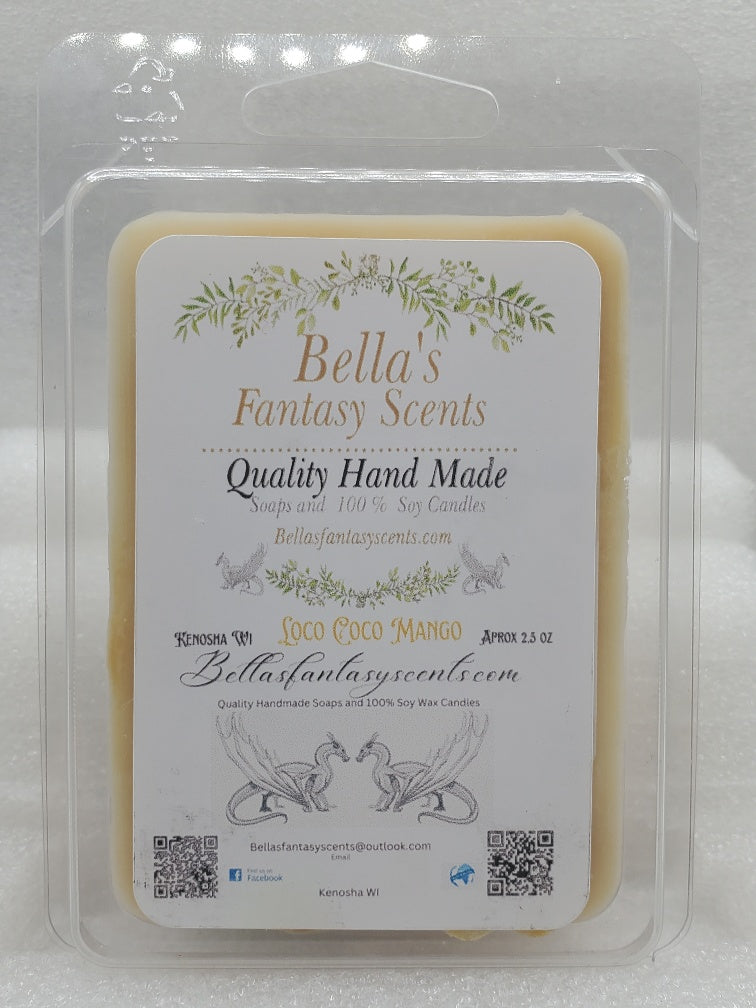 Bella's
Fantasy Scents
Quality Hand Made
Soaps and 100 % Soy Candles
Bellasfantasyscents.com
Kenosha Wi Loco Coco Mango Aprox 2.5 oz
Bellasfantasyscents.com
Quality Handmade Soaps and 100% Soy Wax Candles
Bellasfantasyscents@outlook.com
Email
Find us on
Facebook
Kenosha WI